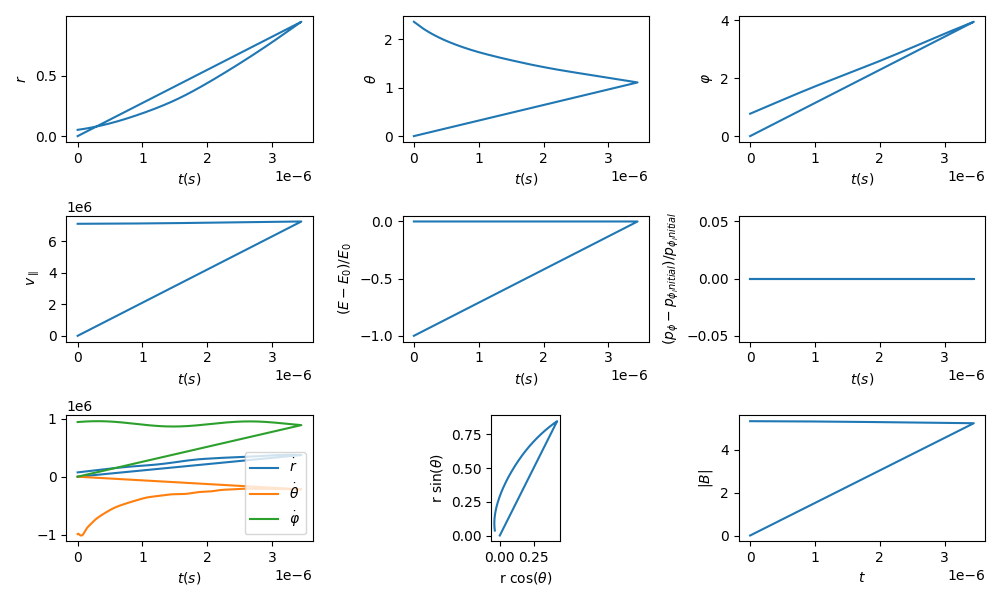 0.5
0.0
r
0 1 2 3
t(s) 1e−6
2
1
0
θ
0 1 2 3
t(s) 1e−6
4
2
0
φ
0 1 2 3
t(s) 1e−6
1e6
6
4
2
0
v∥
0 1 2 3
t(s) 1e−6
0.0
−0.5
−1.0
(E − E₀)/E₀
0 1 2 3
t(s) 1e−6
0.05
0.00
−0.05
(p_ϕ − p_{ϕ_initial})/p_{ϕ_initial}
0 1 2 3
t(s) 1e−6
1e6
1
0
−1
ṙ
θ̇
φ̇
0 1 2 3
t(s) 1e−6
0.75
0.50
0.25
0.00
r sin(θ)
0.00 0.25
r cos(θ)
4
2
0
|B|
0 1 2 3
t 1e−6